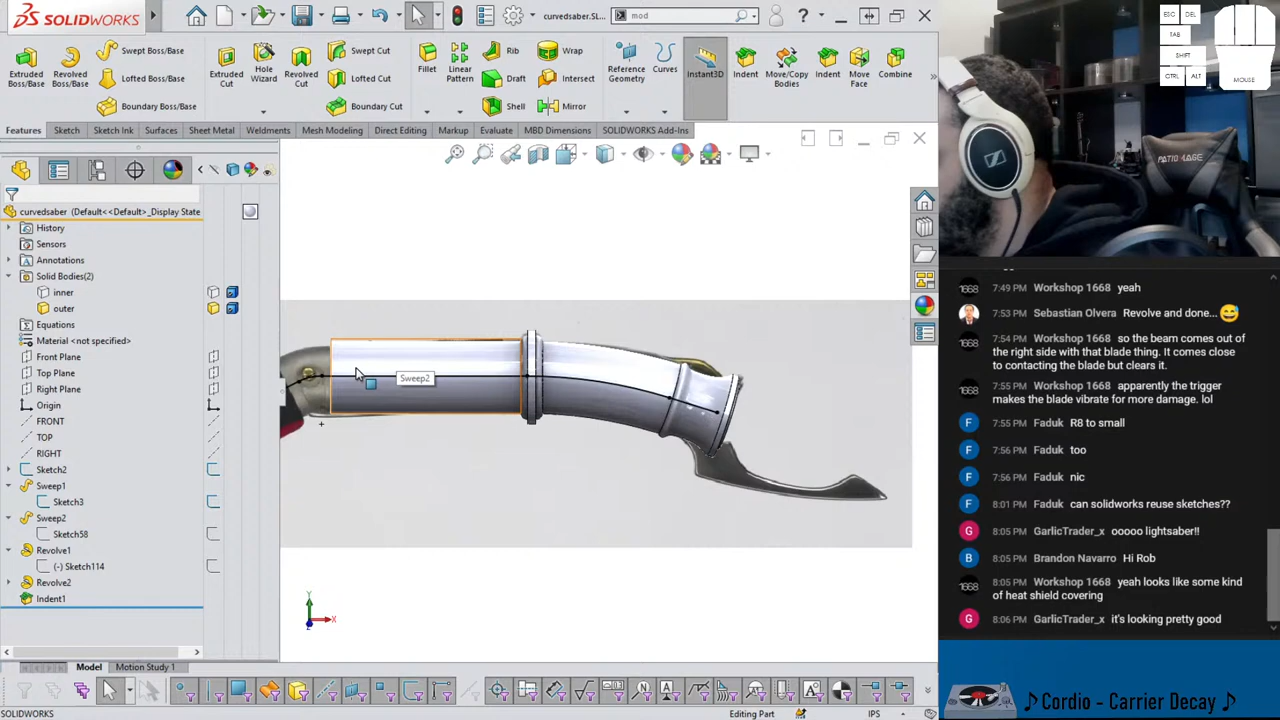 SOLIDWORKS
curvedsaber.SL...
mod
ESC
DEL
TAB
SHIFT
CTRL
ALT
MOUSE
Extruded
Boss/Base
Revolved
Boss/Base
Swept Boss/Base
Lofted Boss/Base
Boundary Boss/Base
Extruded
Cut
Hole
Wizard
Revolved
Cut
Swept Cut
Lofted Cut
Boundary Cut
Fillet
Linear
Pattern
Rib
Draft
Shell
Wrap
Intersect
Mirror
Reference
Geometry
Curves
Instant3D
Indent
Move/Copy
Bodies
Indent
Move
Face
Combine
Features
Sketch
Sketch Ink
Surfaces
Sheet Metal
Weldments
Mesh Modeling
Direct Editing
Markup
Evaluate
MBD Dimensions
SOLIDWORKS Add-Ins
curvedsaber (Default<<Default>_Display State
History
Sensors
Annotations
Solid Bodies(2)
inner
outer
Equations
Material <not specified>
Front Plane
Top Plane
Right Plane
Origin
FRONT
TOP
RIGHT
Sketch2
Sweep1
Sketch3
Sweep2
Sketch58
Revolve1
(-) Sketch114
Revolve2
Indent1
Sweep2
Y
X
Z
Model
Motion Study 1
SOLIDWORKS
Editing Part
IPS
7:49 PM Workshop 1668 yeah
7:53 PM Sebastian Olvera Revolve and done...😅
7:54 PM Workshop 1668 so the beam comes out
of the right side with that blade thing. It comes close
to contacting the blade but clears it.
7:55 PM Workshop 1668 apparently the trigger
makes the blade vibrate for more damage. lol
7:55 PM Faduk R8 to small
7:56 PM Faduk too
7:56 PM Faduk nic
8:01 PM Faduk can solidworks reuse sketches??
8:05 PM GarlicTrader_x ooooo lightsaber!!
8:05 PM Brandon Navarro Hi Rob
8:05 PM Workshop 1668 yeah looks like some kind
of heat shield covering
8:06 PM GarlicTrader_x it's looking pretty good
♪ Cordio - Carrier Decay ♪